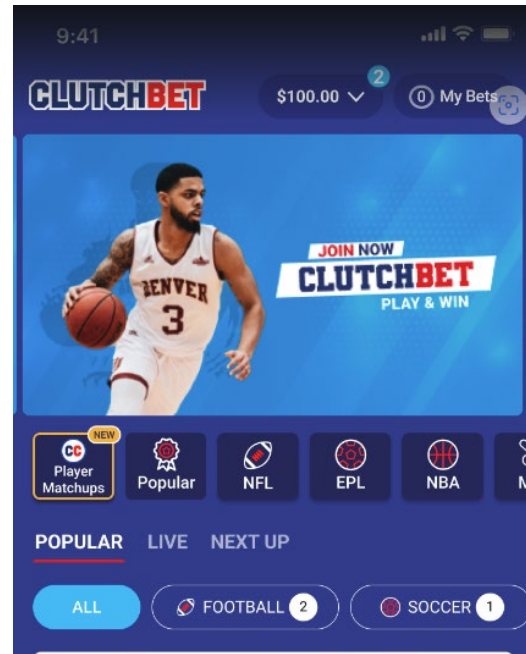 9:41
CLUTCHBET
$100.00
2
0 My Bets
JOIN NOW
CLUTCHBET
PLAY & WIN
DENVER
3
NEW
CC
Player
Matchups
Popular
NFL
EPL
NBA
POPULAR LIVE NEXT UP
ALL
FOOTBALL 2
SOCCER 1